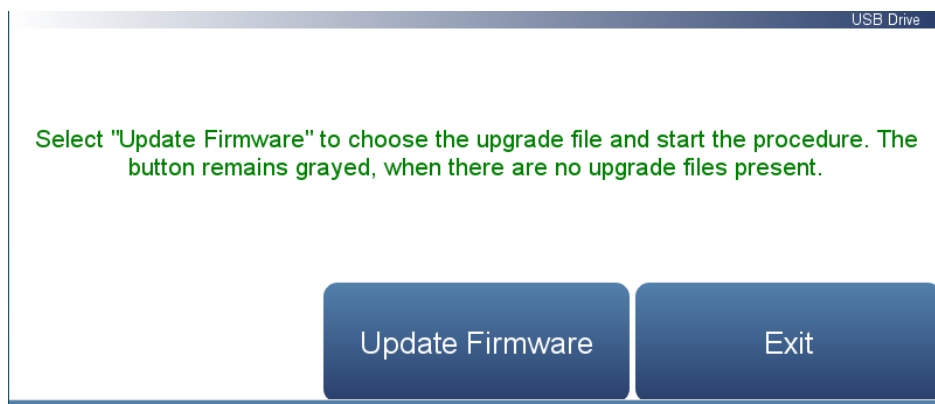 USB Drive
Select "Update Firmware" to choose the upgrade file and start the procedure. The
button remains grayed, when there are no upgrade files present.
Update Firmware
Exit